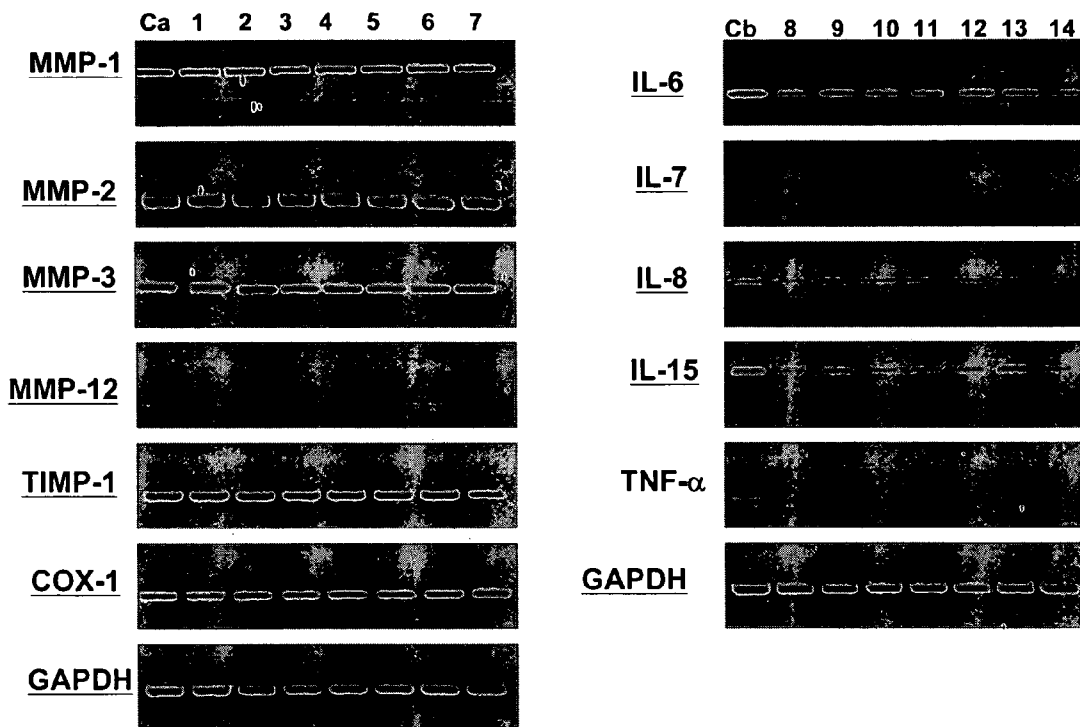 Ca 1 2 3 4 5 6 7
MMP-1
MMP-2
MMP-3
MMP-12
TIMP-1
COX-1
GAPDH
Cb 8 9 10 11 12 13 14
IL-6
IL-7
IL-8
IL-15
TNF-α
GAPDH